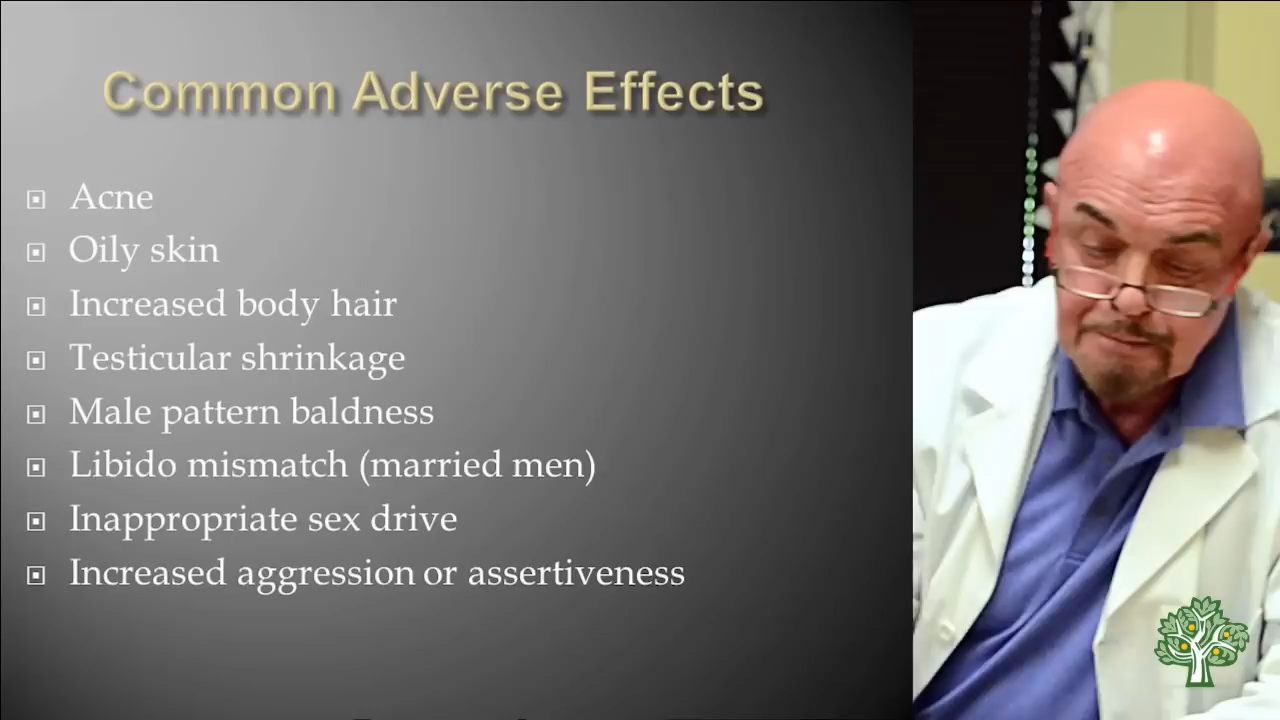 Common Adverse Effects
Acne
Oily skin
Increased body hair
Testicular shrinkage
Male pattern baldness
Libido mismatch (married men)
Inappropriate sex drive
Increased aggression or assertiveness